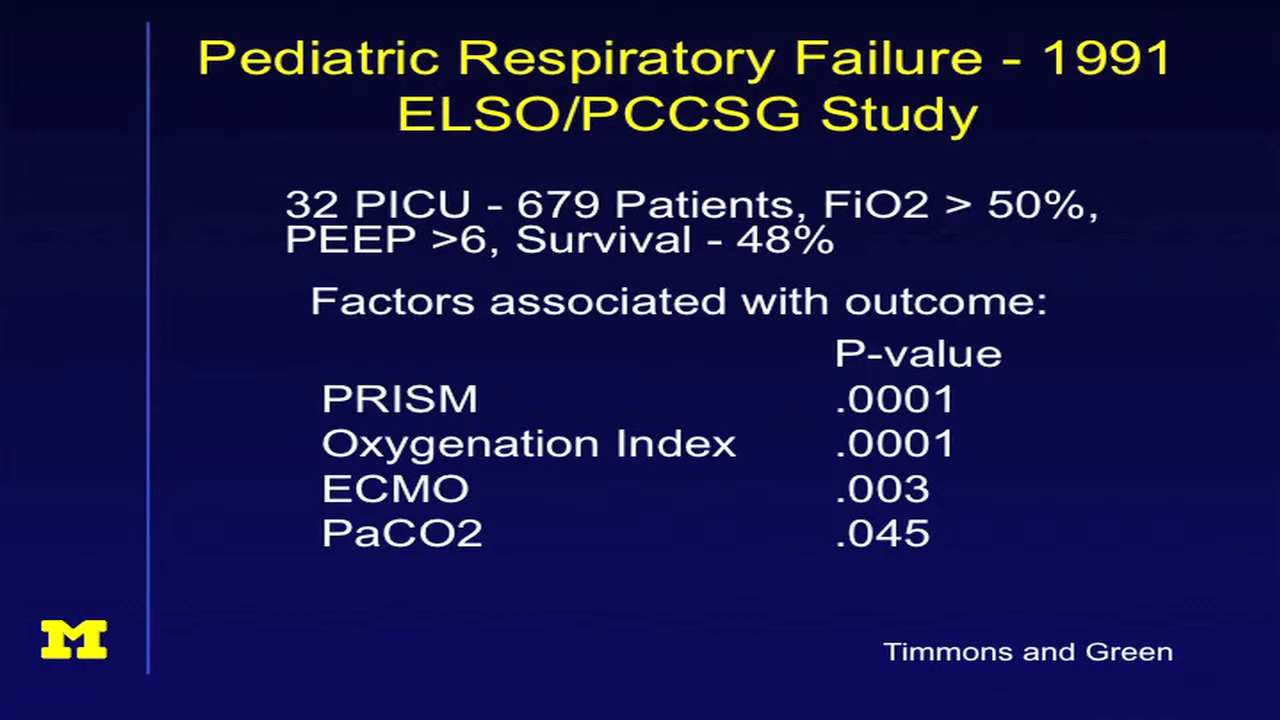 Pediatric Respiratory Failure - 1991
ELSO/PCCSG Study
32 PICU - 679 Patients, FiO2 > 50%,
PEEP >6, Survival - 48%
Factors associated with outcome:
P-value
PRISM .0001
Oxygenation Index .0001
ECMO .003
PaCO2 .045
M
Timmons and Green